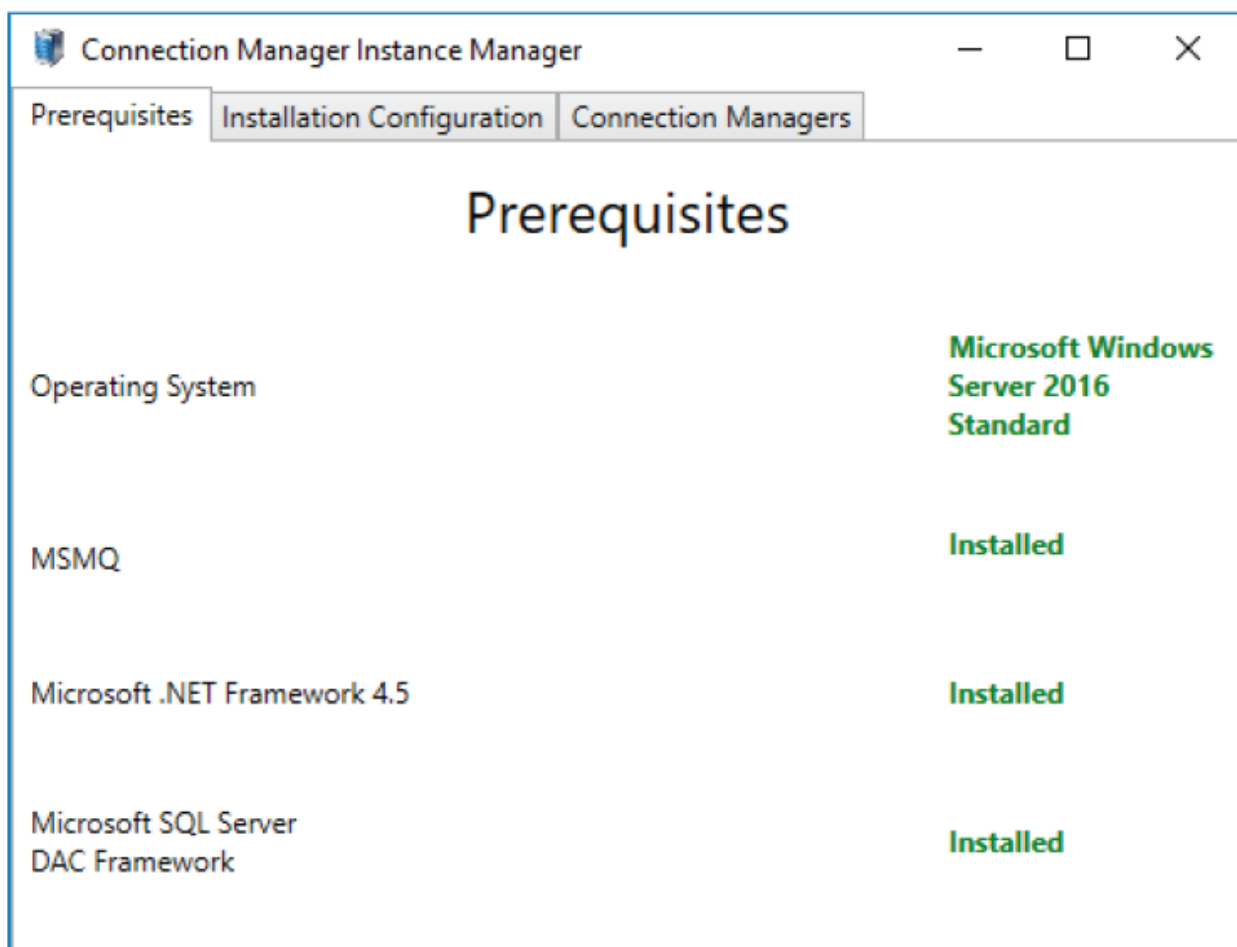 Connection Manager Instance Manager
Prerequisites
Installation Configuration
Connection Managers
Prerequisites
Operating System
Microsoft Windows
Server 2016
Standard
MSMQ
Installed
Microsoft .NET Framework 4.5
Installed
Microsoft SQL Server
DAC Framework
Installed